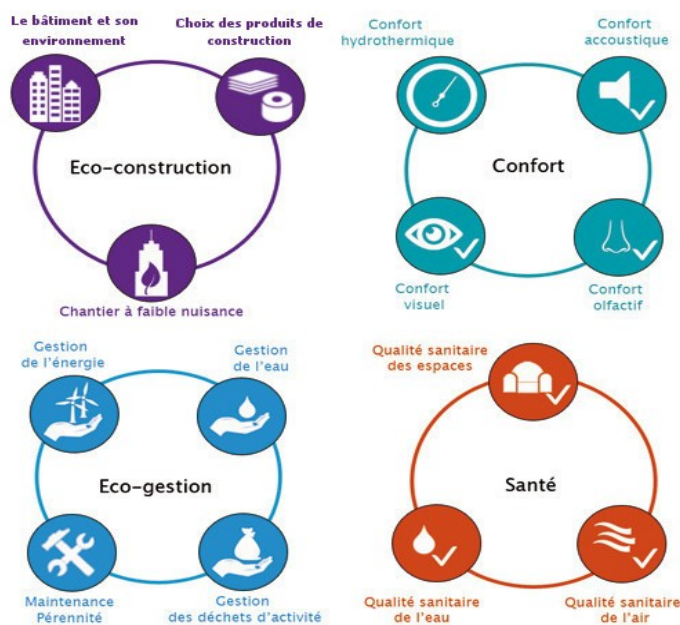 Le bâtiment et son
environnement
Choix des produits de
construction
Eco-construction
Chantier à faible nuisance
Confort
hydrothermique
Confort
accoustique
Confort
Confort
visuel
Confort
olfactif
Gestion
de l'énergie
Gestion
de l'eau
Eco-gestion
Maintenance
Pérennité
Gestion
des déchets d'activité
Qualité sanitaire
des espaces
Santé
Qualité sanitaire
de l'eau
Qualité sanitaire
de l'air